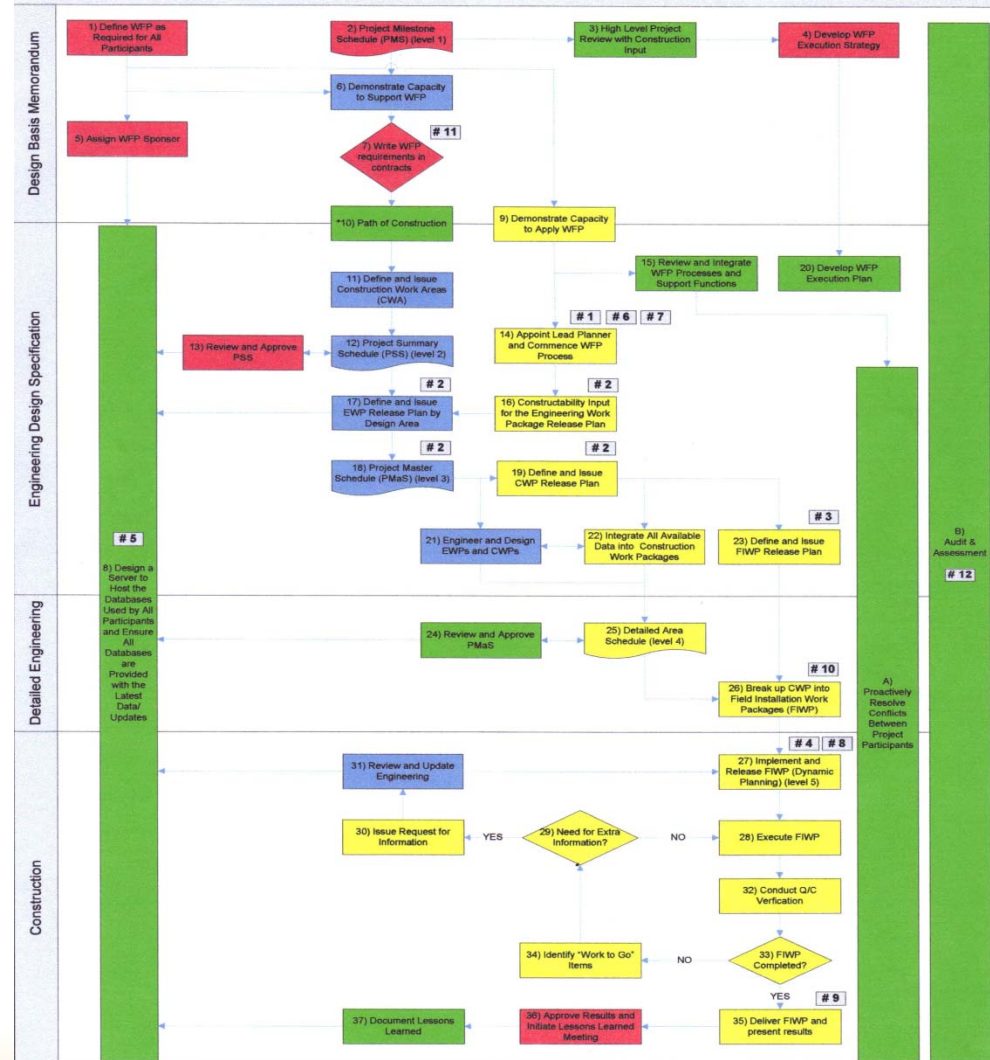 Design Basis Memorandum
1) Define WFP as
Required for All
Participants
2) Project Milestone
Schedule (PMS) (level 1)
3) High Level Project
Review with Construction
Input
4) Develop WFP
Execution Strategy
6) Demonstrate Capacity
to Support WFP
5) Assign WFP Sponsor
# 11
7) Write WFP
requirements in
contracts
*10) Path of Construction
9) Demonstrate Capacity
to Apply WFP
Engineering Design Specification
15) Review and Integrate
WFP Processes and
Support Functions
20) Develop WFP
Execution Plan
11) Define and Issue
Construction Work Areas
(CWA)
# 1
# 6
# 7
14) Appoint Lead Planner
and Commence WFP
Process
13) Review and Approve
PSS
12) Project Summary
Schedule (PSS) (level 2)
# 2
# 2
17) Define and Issue
EWP Release Plan by
Design Area
16) Constructability Input
for the Engineering Work
Package Release Plan
# 2
# 2
18) Project Master
Schedule (PMaS) (level 3)
19) Define and Issue
CWP Release Plan
# 3
21) Engineer and Design
EWPs and CWPs
22) Integrate All Available
Data into Construction
Work Packages
23) Define and Issue
FIWP Release Plan
# 5
8) Design a
Server to
Host the
Databases
Used by All
Participants
and Ensure
All
Databases
are
Provided
with the
Latest
Data/
Updates
B)
Audit &
Assessment
# 12
Detailed Engineering
24) Review and Approve
PMaS
25) Detailed Area
Schedule (level 4)
# 10
26) Break up CWP into
Field Installation Work
Packages (FIWP)
A)
Proactively
Resolve
Conflicts
Between
Project
Participants
Construction
# 4
# 8
31) Review and Update
Engineering
27) Implement and
Release FIWP (Dynamic
Planning) (level 5)
30) Issue Request for
Information
YES
29) Need for Extra
Information?
NO
28) Execute FIWP
32) Conduct Q/C
Verfication
34) Identify "Work to Go"
Items
NO
33) FIWP
Completed?
YES
# 9
37) Document Lessons
Learned
36) Approve Results and
Initiate Lessons Learned
Meeting
35) Deliver FIWP and
present results